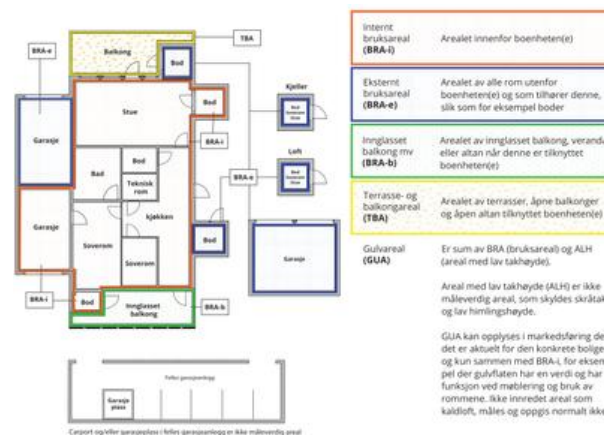 TBA
BRA-e
Balkong
Bod
Kjeller
Stue
Bod
Garasje
BRA-i
Loft
Bod
Bad
Teknisk
rom
BRA-e
kjøkken
Garasje
Soverom
Bod
Soverom
Garasje
BRA-i
Bod
Innglasset
balkong
BRA-b
Felles garasjeanlegg
Garasje
plass
Carport og/eller garasjeplass i felles garasjeanlegg er ikke måleverdig areal
Internt
bruksareal
(BRA-i)
Arealet innenfor boenheten(e)
Eksternt
bruksareal
(BRA-e)
Arealet av alle rom utenfor
boenheten(e) og som tilhører denne,
slik som for eksempel boder
Innglasset
balkong mv
(BRA-b)
Arealet av innglasset balkong, veranda
eller altan når denne er tilknyttet
boenheten(e)
Terrasse- og
balkongareal
(TBA)
Arealet av terrasser, åpne balkonger
og åpen altan tilknyttet boenheten(e)
Gulvareal
(GUA)
Er sum av BRA (bruksareal) og ALH
(areal med lav takhøyde).
Areal med lav takhøyde (ALH) er ikke
måleverdig areal, som skyldes skråtak
og lav himlingshøyde.
GUA kan opplyses i markedsføring de
det er aktuelt for den konkrete bolige
og kun sammen med BRA-i, for eksem
pel der gulvflaten har en verdi og har
funksjon ved møblering og bruk av
rommene. Ikke innredet areal som
kaldloft, måles og oppgis normalt ikke